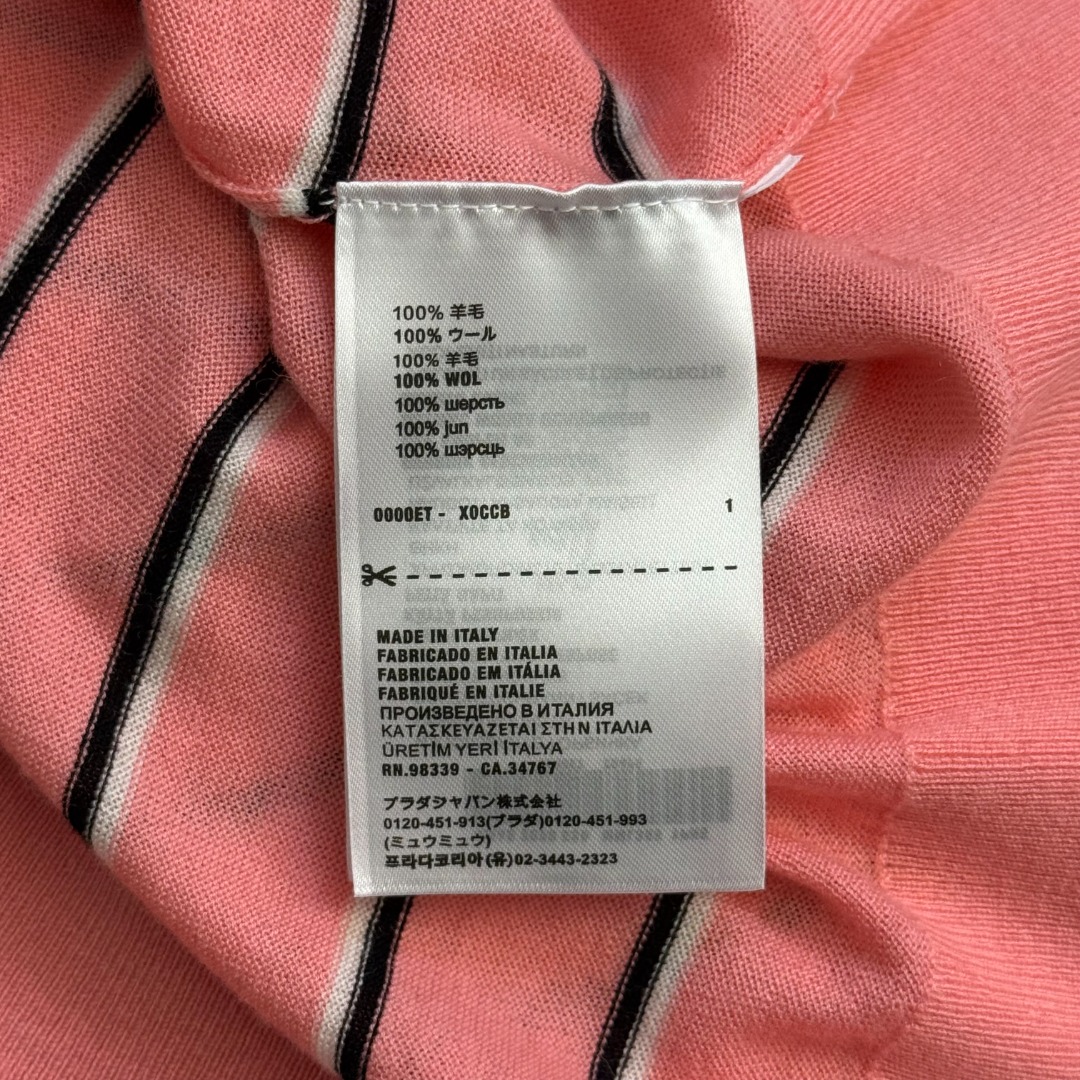 100% 羊毛
100% ウール
100% 羊毛
100% WOL
100% шерсть
100% jun
100% шэрсць
0000ET - X0CCB 1
MADE IN ITALY
FABRICADO EN ITALIA
FABRICADO EM ITÁLIA
FABRIQUÉ EN ITALIE
ПРОИЗВЕДЕНО В ИТАЛИЯ
ΚΑΤΑΣΚΕΥΑΖΕΤΑΙ ΣΤΗΝ ΙΤΑΛΙΑ
ÜRETİM YERİ İTALYA
RN.98339 - CA.34767
プラダジャパン株式会社
0120-451-913(プラダ)0120-451-993
(ミュウミュウ)
프라다코리아(유)02-3443-2323